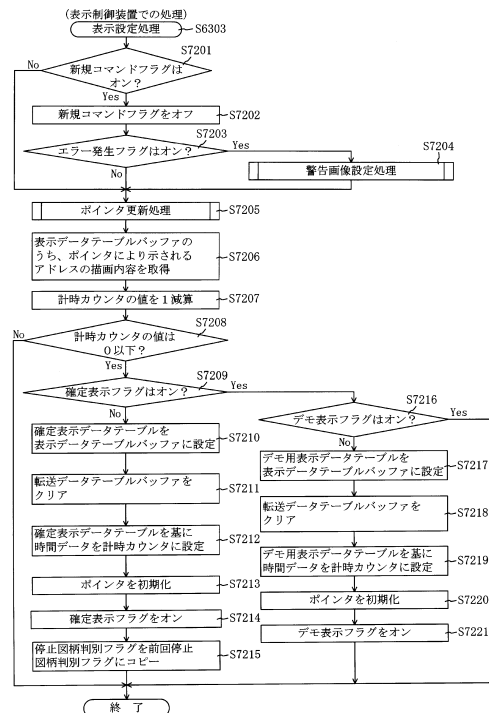 (表示制御装置での処理)
表示設定処理
S6303
S7201
新規コマンドフラグは
オン?
No
Yes
新規コマンドフラグをオフ
S7202
S7203
エラー発生フラグはオン?
Yes
No
S7204
警告画像設定処理
ポインタ更新処理
S7205
表示データテーブルバッファの
うち、ポインタにより示される
アドレスの描画内容を取得
S7206
計時カウンタの値を1減算
S7207
S7208
計時カウンタの値は
0以下?
No
Yes
S7209
確定表示フラグはオン?
Yes
No
確定表示データテーブルを
表示データテーブルバッファに設定
S7210
転送データテーブルバッファを
クリア
S7211
確定表示データテーブルを基に
時間データを計時カウンタに設定
S7212
ポインタを初期化
S7213
確定表示フラグをオン
S7214
停止図柄判別フラグを前回停止
図柄判別フラグにコピー
S7215
S7216
デモ表示フラグはオン?
Yes
No
デモ用表示データテーブルを
表示データテーブルバッファに設定
S7217
転送データテーブルバッファを
クリア
S7218
デモ用表示データテーブルを基に
時間データを計時カウンタに設定
S7219
ポインタを初期化
S7220
デモ表示フラグをオン
S7221
終了